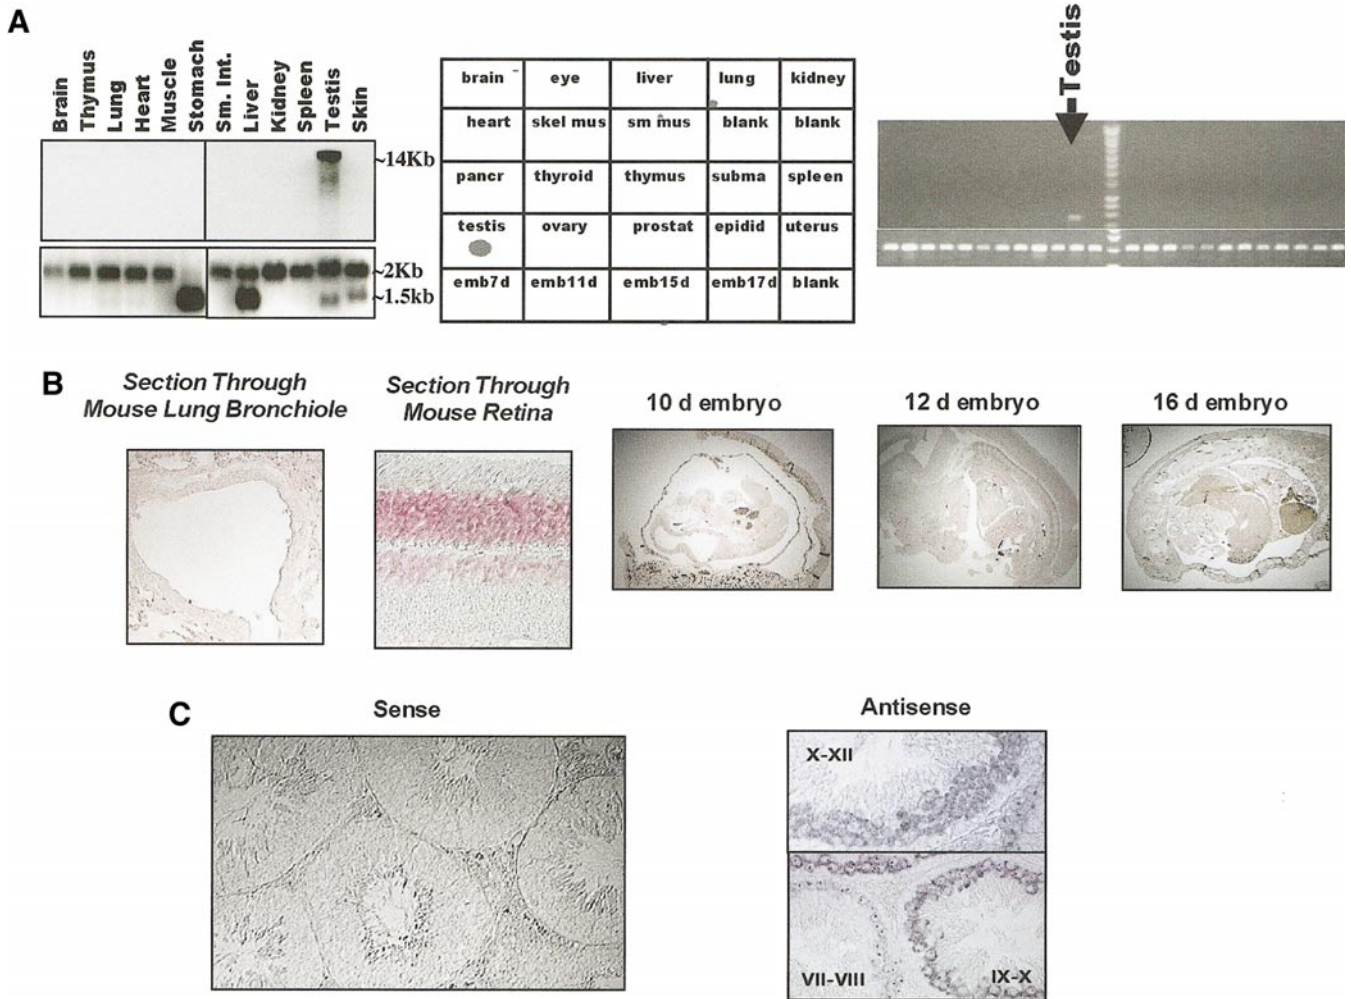 A
Brain
Thymus
Lung
Heart
Muscle
Stomach
Sm. Int.
Liver
Kidney
Spleen
Testis
Skin
~14Kb
~2Kb
~1.5kb
brain eye liver lung kidney
heart skel mus sm mus blank blank
pancr thyroid thymus subma spleen
testis ovary prostat epidid uterus
emb7d emb11d emb15d emb17d blank
Testis
B
Section Through
Mouse Lung Bronchiole
Section Through
Mouse Retina
10 d embryo
12 d embryo
16 d embryo
C
Sense
Antisense
X-XII
VII-VIII
IX-X